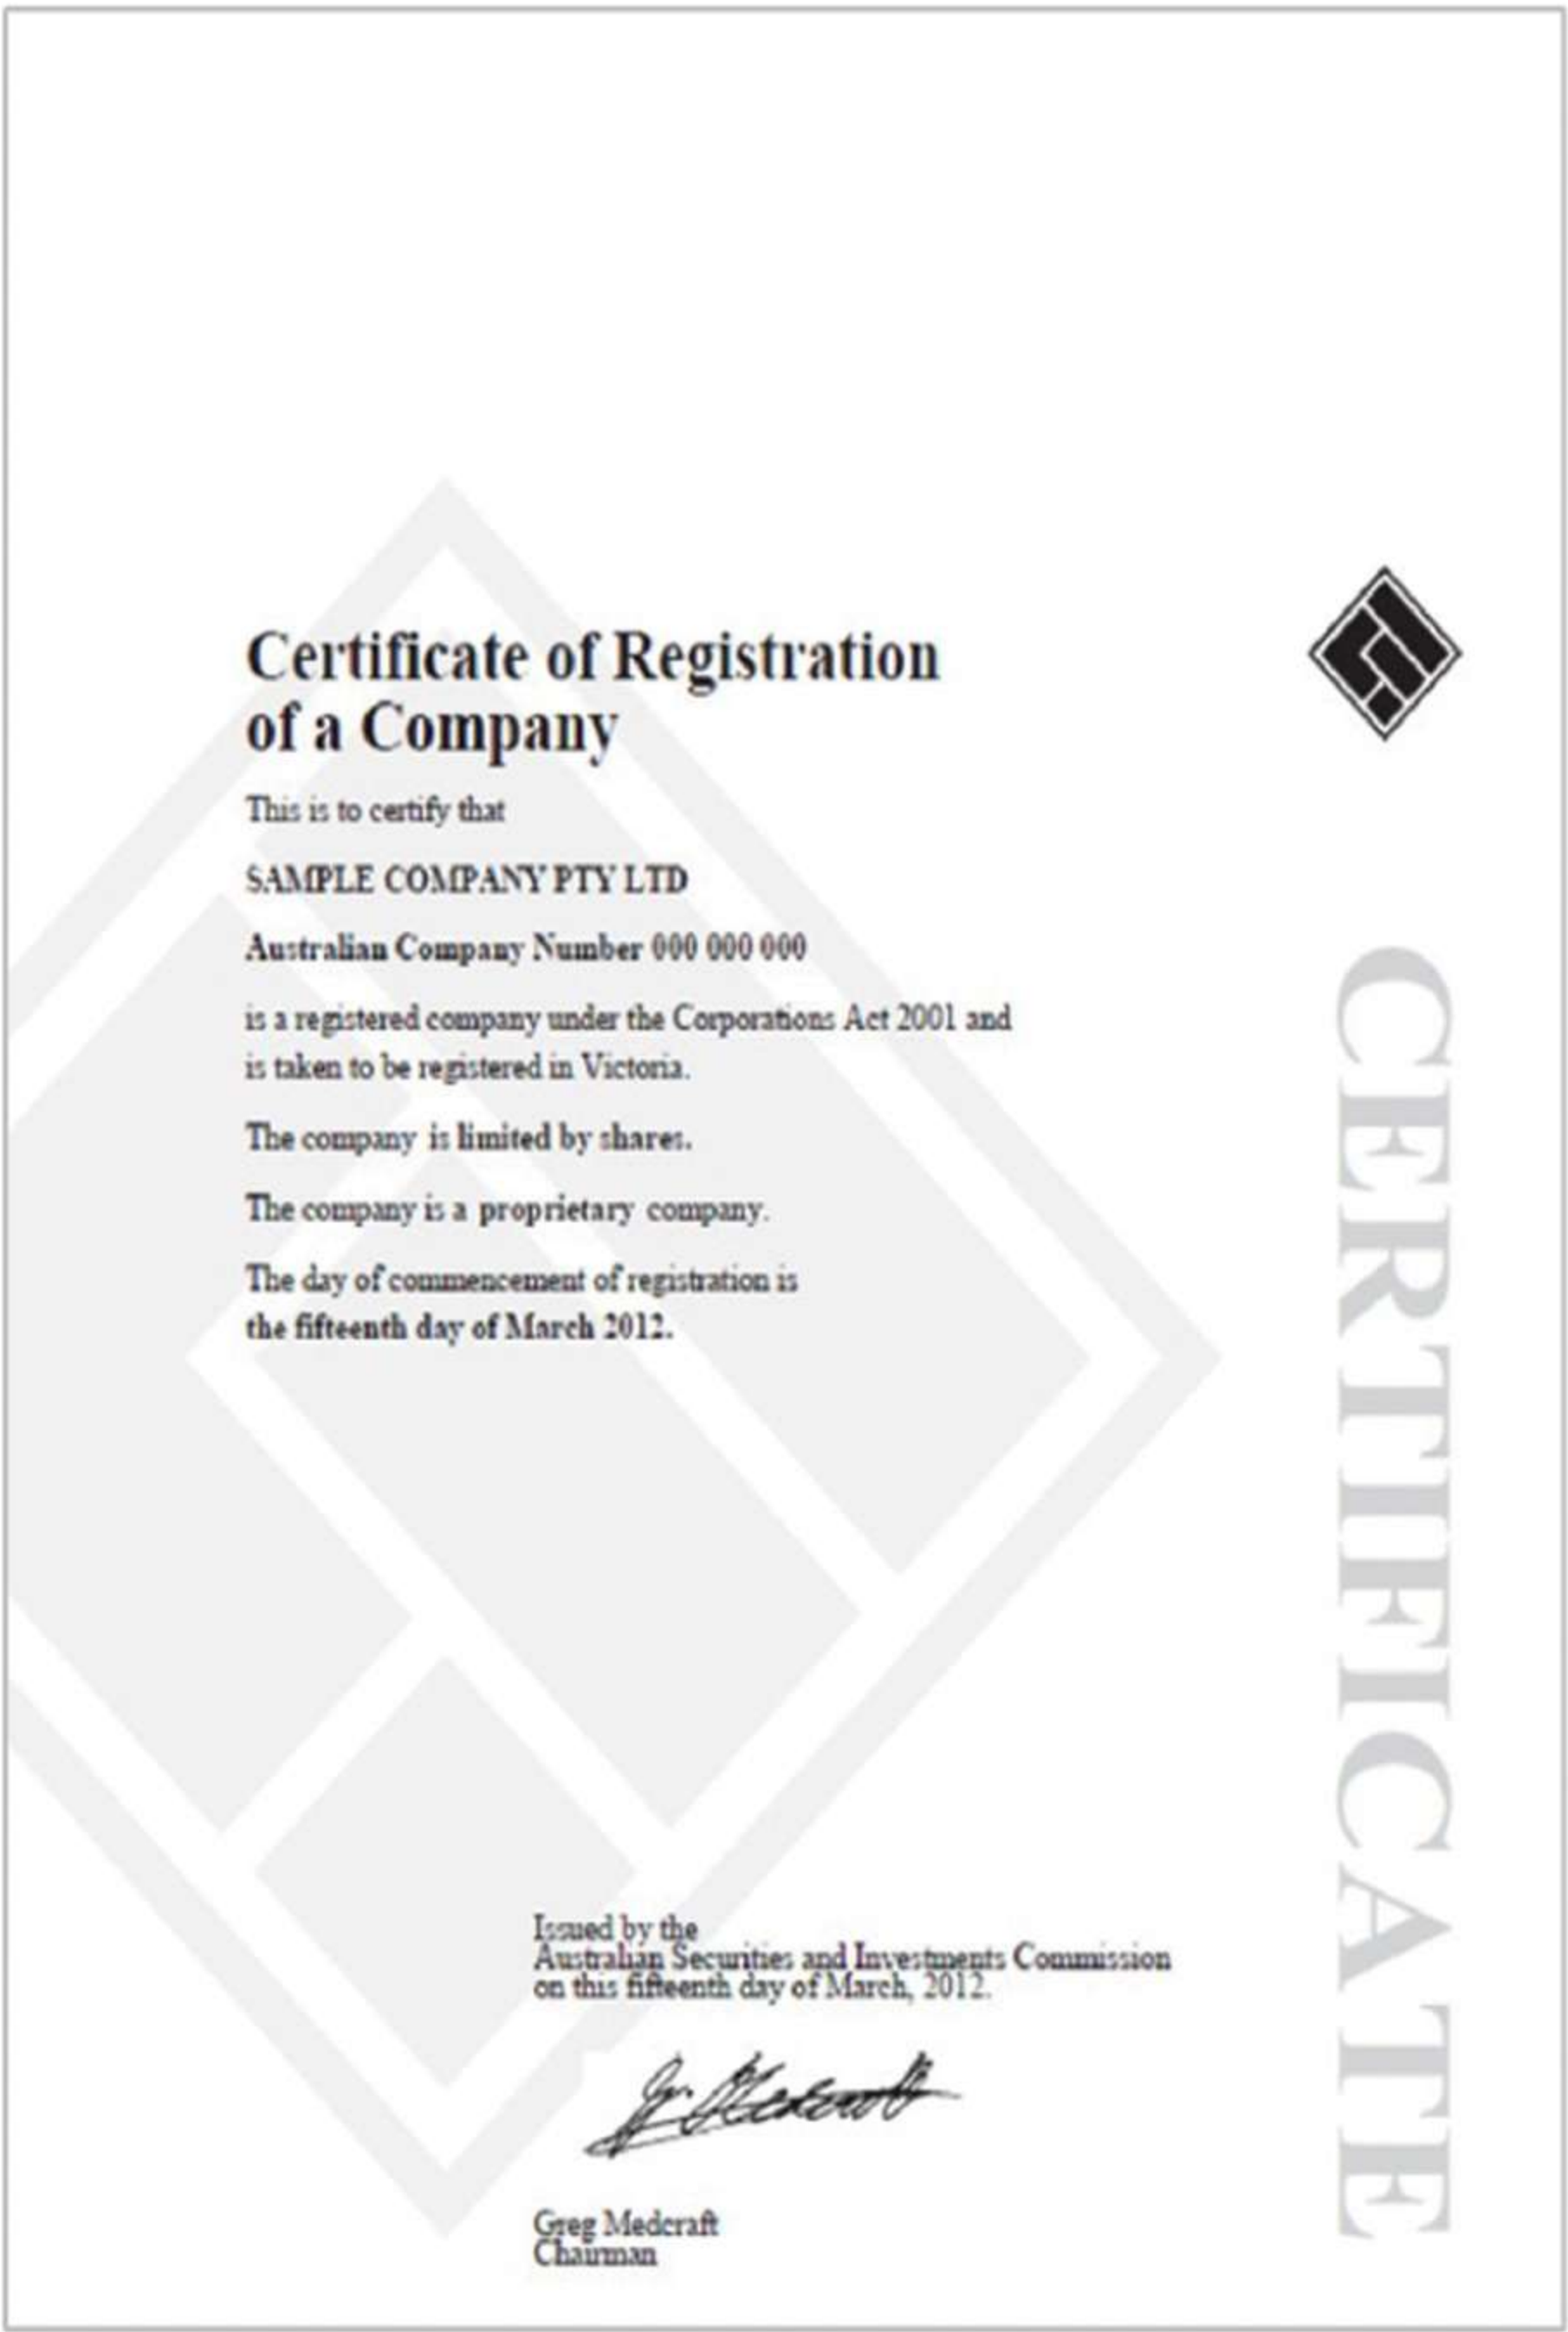 Certificate of Registration
of a Company
This is to certify that
SAMPLE COMPANY PTY LTD
Australian Company Number 000 000 000
is a registered company under the Corporations Act 2001 and
is taken to be registered in Victoria.
The company is limited by shares.
The company is a proprietary company.
The day of commencement of registration is
the fifteenth day of March 2012.
CERTIFICATE
Issued by the
Australian Securities and Investments Commission
on this fifteenth day of March, 2012.
G. Medcraft
Greg Medcraft
Chairman